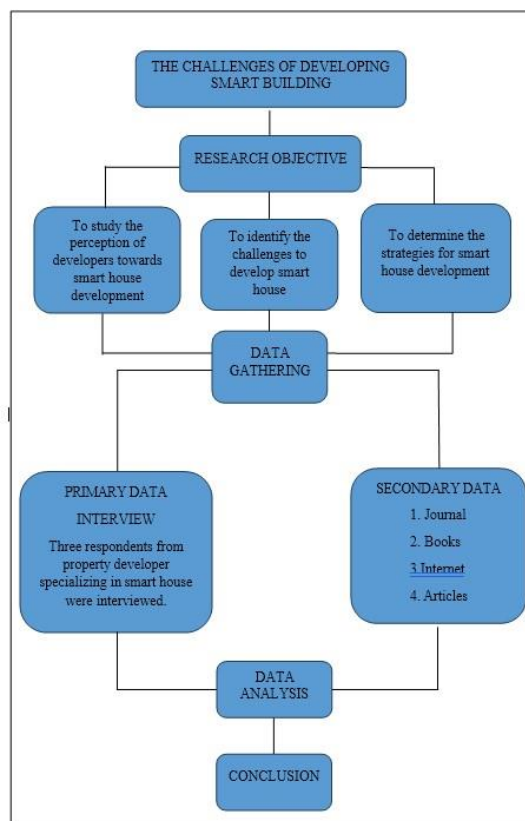 THE CHALLENGES OF DEVELOPING
SMART BUILDING
RESEARCH OBJECTIVE
To study the
perception of
developers towards
smart house
development
To identify the
challenges to
develop smart
house
To determine the
strategies for smart
house development
DATA
GATHERING
PRIMARY DATA
INTERVIEW
Three respondents from
property developer
specializing in smart house
were interviewed.
SECONDARY DATA
1. Journal
2. Books
3.Internet
4. Articles
DATA
ANALYSIS
CONCLUSION